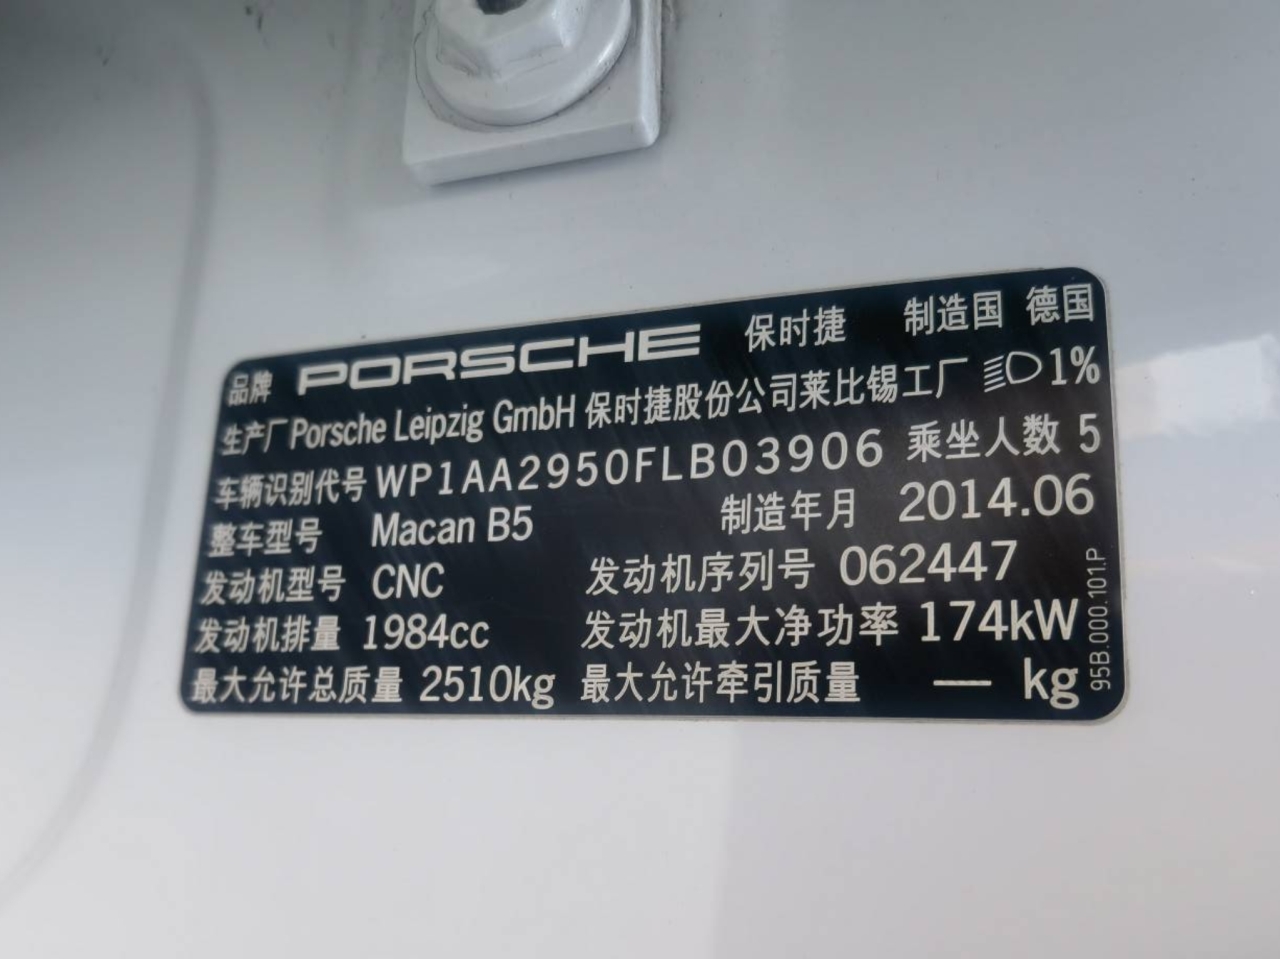 品牌 PORSCHE 保时捷 制造国 德国
生产厂 Porsche Leipzig GmbH 保时捷股份公司莱比锡工厂 1%
车辆识别代号 WP1AA2950FLB03906 乘坐人数 5
整车型号 Macan B5 制造年月 2014.06
发动机型号 CNC 发动机序列号 062447
发动机排量 1984cc 发动机最大净功率 174kW
最大允许总质量 2510kg 最大允许牵引质量 — kg
95B.000.101.P